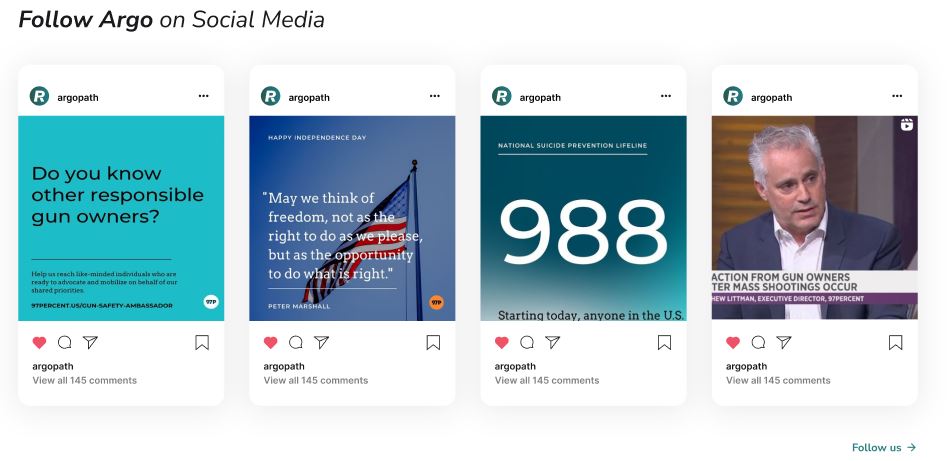 Follow Argo on Social Media
R argopath ...
Do you know
other responsible
gun owners?
Help us reach like-minded individuals who are
ready to advocate and mobilize on behalf of our
shared priorities.
97PERCENT.US/GUN-SAFETY-AMBASSADOR
97P
argopath
View all 145 comments
R argopath ...
HAPPY INDEPENDENCE DAY
"May we think of
freedom, not as the
right to do as we please,
but as the opportunity
to do what is right."
PETER MARSHALL
97P
argopath
View all 145 comments
R argopath ...
NATIONAL SUICIDE PREVENTION LIFELINE
988
Starting today, anyone in the U.S.
argopath
View all 145 comments
R argopath ...
ACTION FROM GUN OWNERS
TER MASS SHOOTINGS OCCUR
HEW LITTMAN, EXECUTIVE DIRECTOR, 97PERCENT
argopath
View all 145 comments
Follow us →